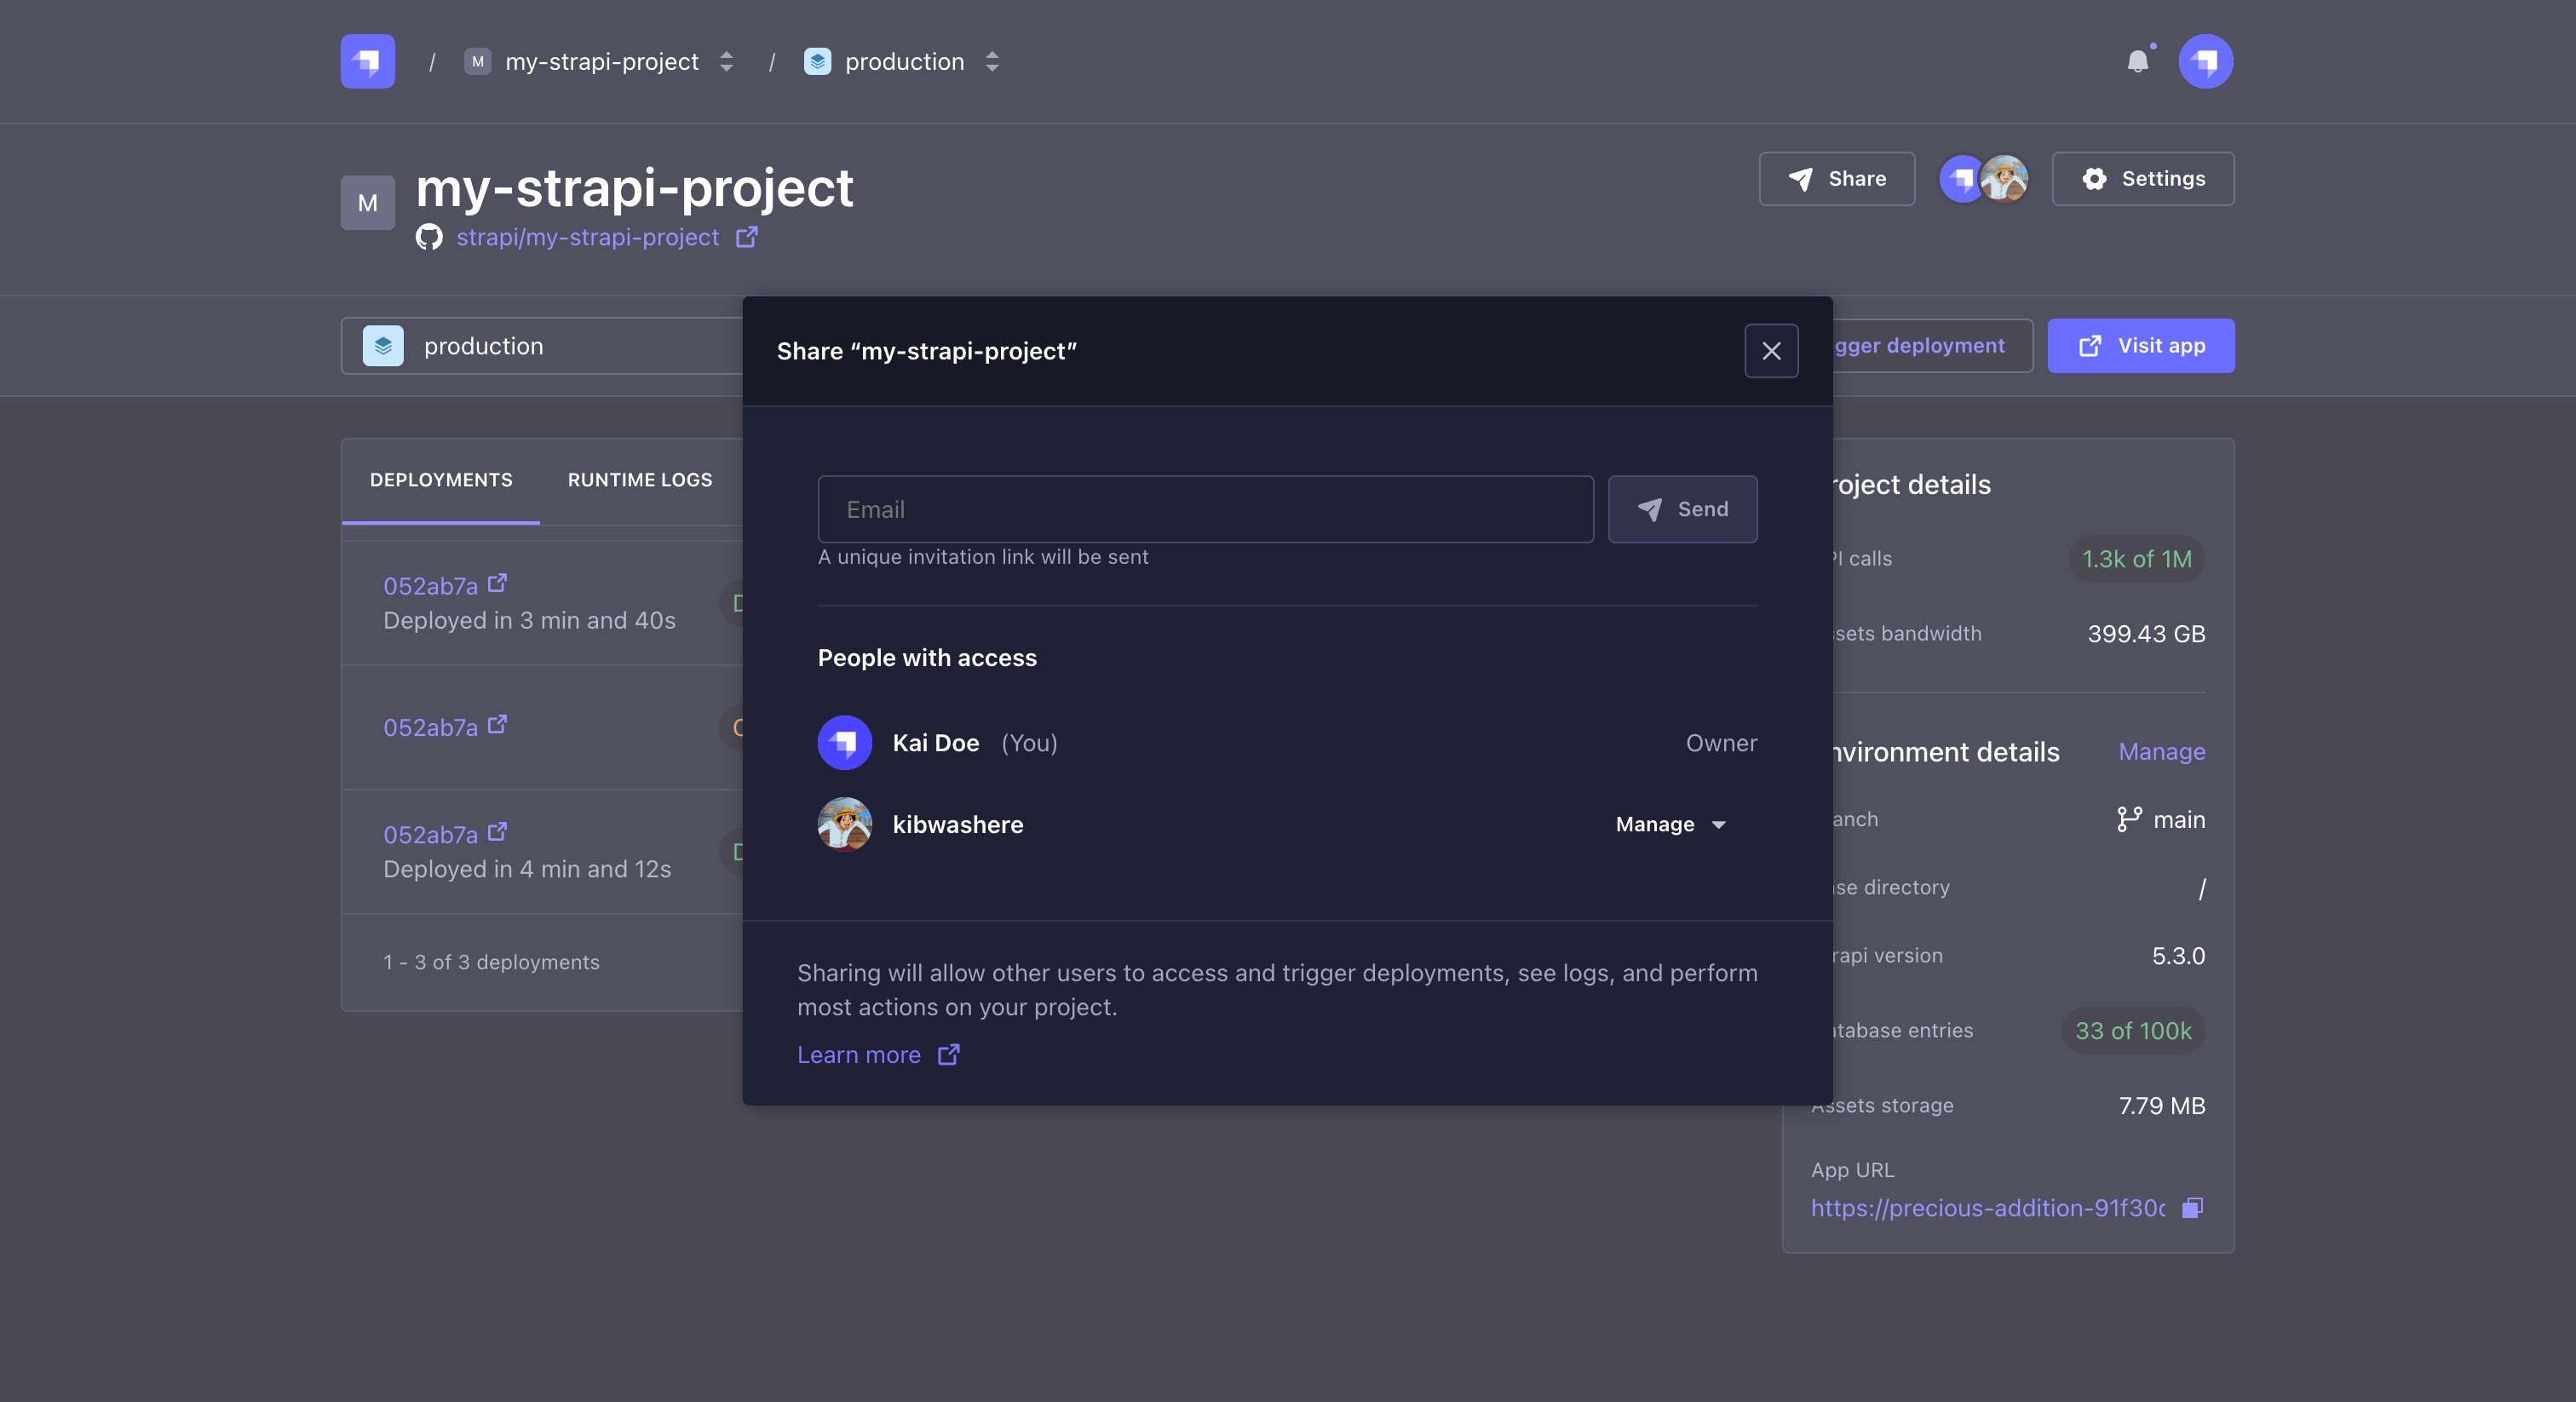 / M my-strapi-project / production
M my-strapi-project
strapi/my-strapi-project
Share
Settings
production
gger deployment
Visit app
Share “my-strapi-project”
Email
Send
A unique invitation link will be sent
People with access
Kai Doe (You)
Owner
kibwashere
Manage
Sharing will allow other users to access and trigger deployments, see logs, and perform
most actions on your project.
Learn more
DEPLOYMENTS
RUNTIME LOGS
052ab7a
Deployed in 3 min and 40s
052ab7a
052ab7a
Deployed in 4 min and 12s
1 - 3 of 3 deployments
roject details
PI calls
1.3k of 1M
ssets bandwidth
399.43 GB
nvironment details
Manage
anch
main
se directory
/
rapi version
5.3.0
atabase entries
33 of 100k
Assets storage
7.79 MB
App URL
https://precious-addition-91f30c